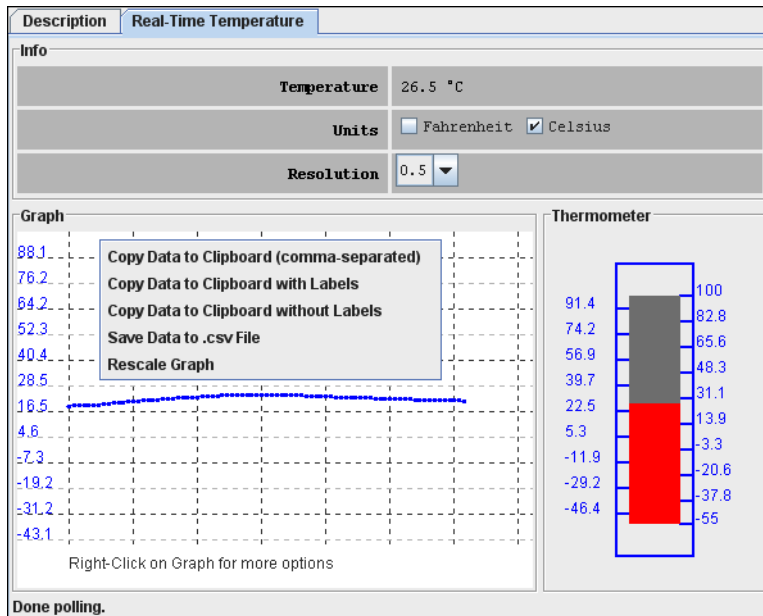 Description Real-Time Temperature
Info
Temperature 26.5 °C
Units Fahrenheit Celsius
Resolution 0.5
Graph
88.1
76.2
64.2
52.3
40.4
28.5
16.5
4.6
-7.3
-19.2
-31.2
-43.1
Copy Data to Clipboard (comma-separated)
Copy Data to Clipboard with Labels
Copy Data to Clipboard without Labels
Save Data to .csv File
Rescale Graph
Right-Click on Graph for more options
Thermometer
91.4
74.2
56.9
39.7
22.5
5.3
-11.9
-29.2
-46.4
100
82.8
65.6
48.3
31.1
13.9
-3.3
-20.6
-37.8
-55
Done polling.